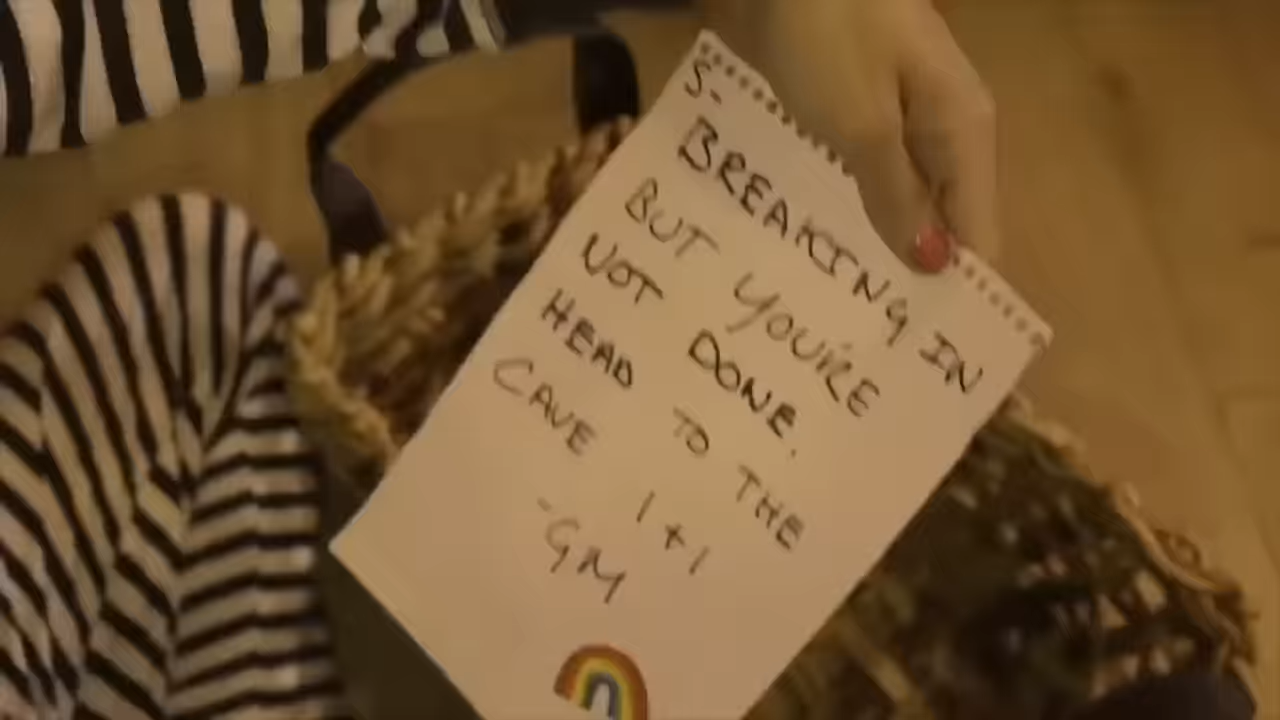 S-
BREAKING IN
BUT YOU'RE
NOT DONE.
HEAD TO THE
CAVE 1+1
-GM